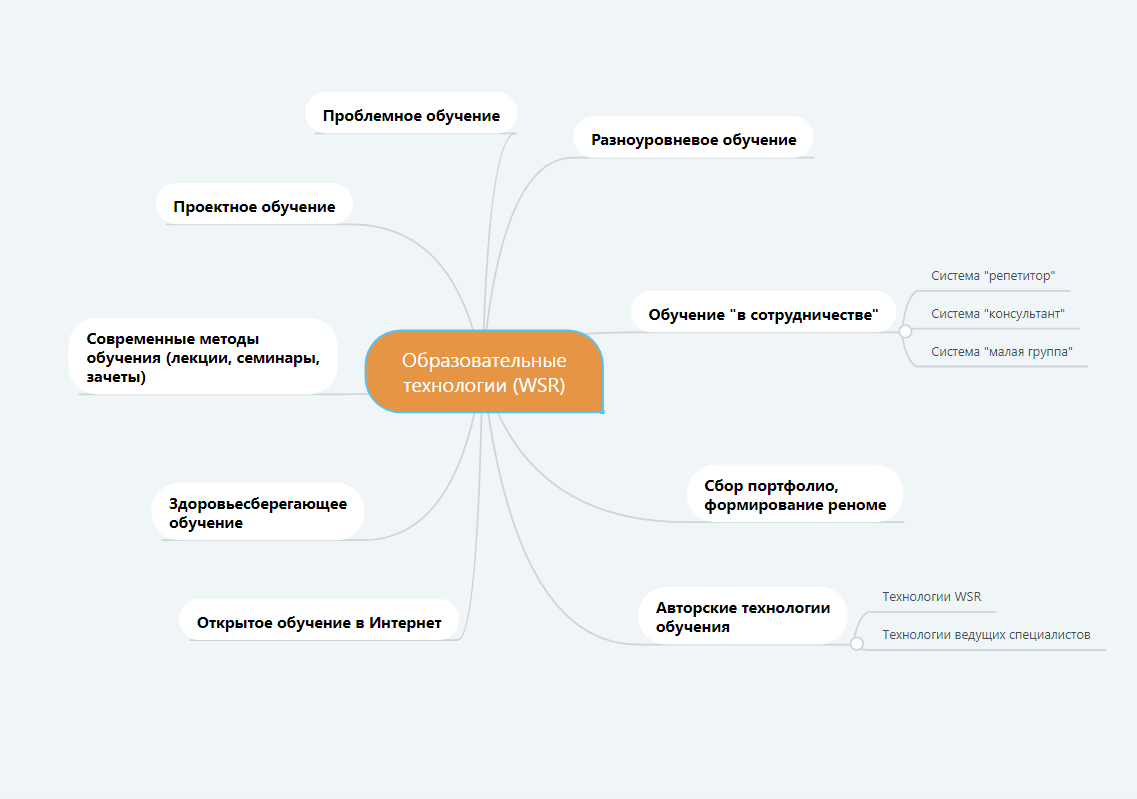 Проблемное обучение
Разноуровневое обучение
Проектное обучение
Система "репетитор"
Обучение "в сотрудничестве"
Система "консультант"
Система "малая группа"
Современные методы
обучения (лекции, семинары,
зачеты)
Образовательные
технологии (WSR)
Сбор портфолио,
формирование реноме
Здоровьесберегающее
обучение
Авторские технологии
обучения
Технологии WSR
Технологии ведущих специалистов
Открытое обучение в Интернет